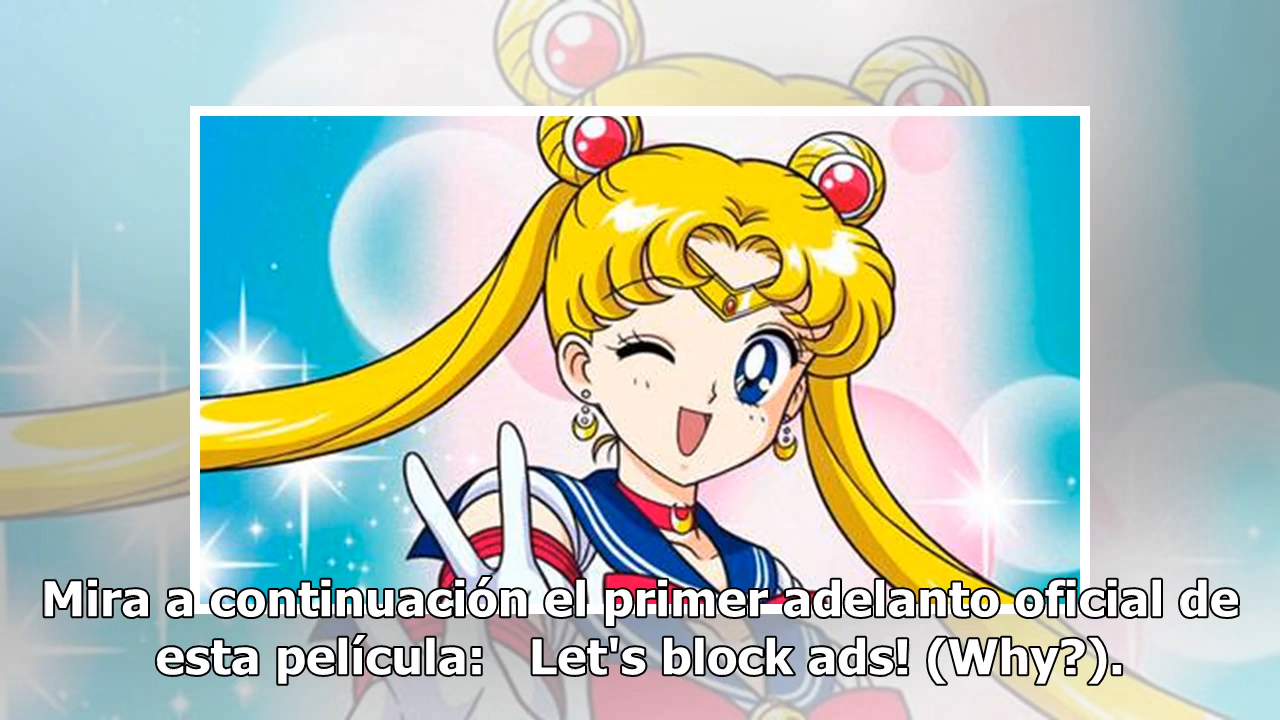 Mira a continuación el primer adelanto oficial de
esta película:   Let's block ads! (Why?).